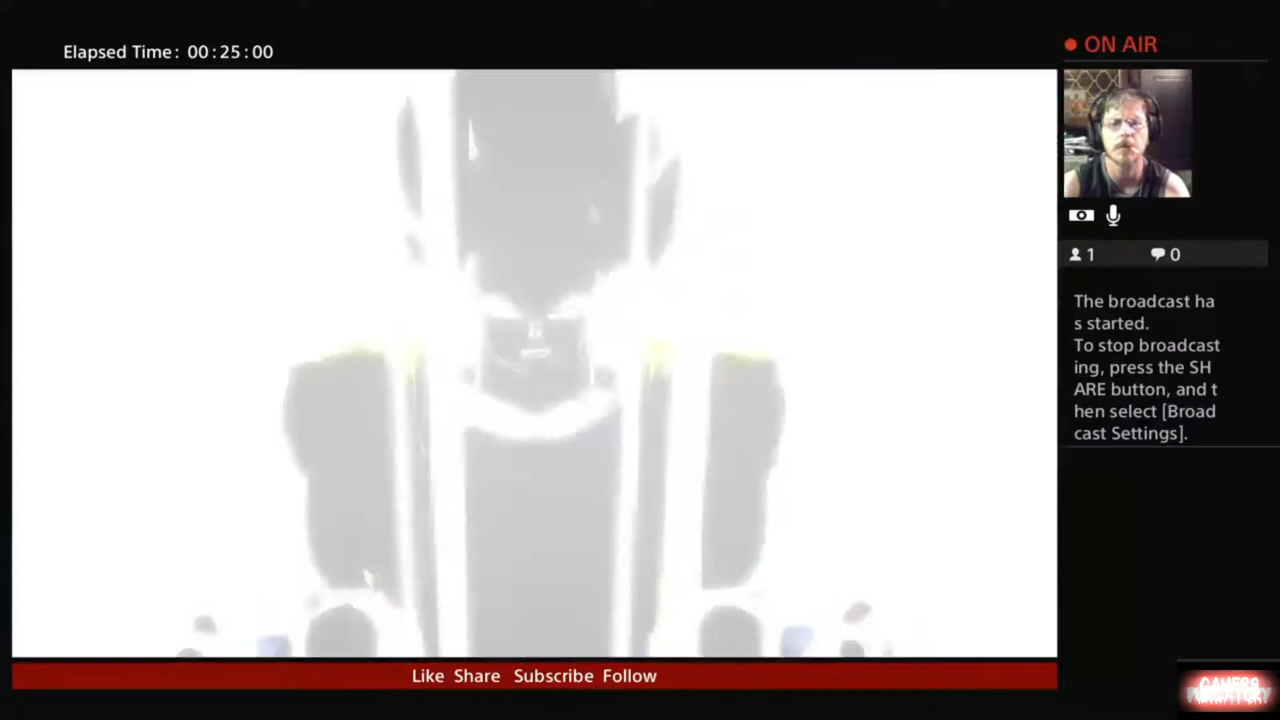 Elapsed Time: 00:25:00
ON AIR
1 0
The broadcast ha
s started.
To stop broadcast
ing, press the SH
ARE button, and t
hen select [Broad
cast Settings].
Like Share Subscribe Follow